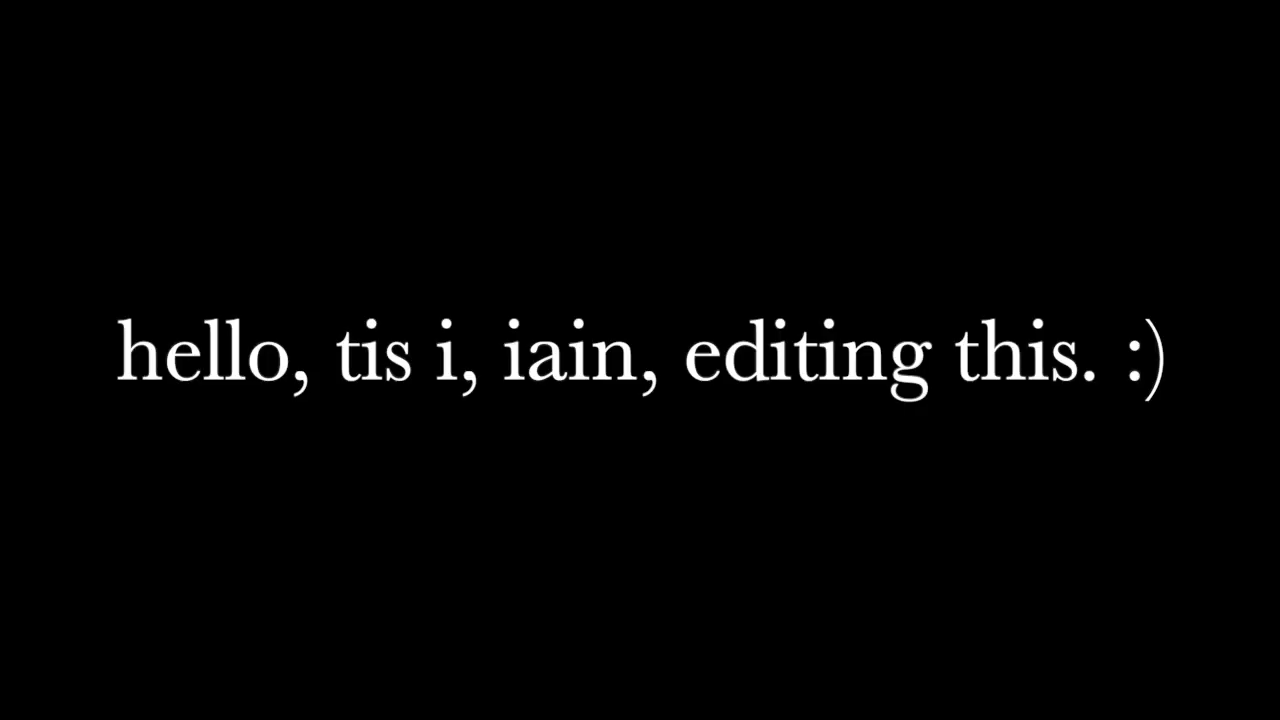 hello, tis i, iain, editing this. :)